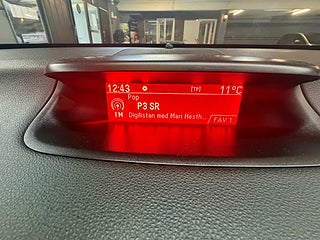 12:43 [TP] 11°C
Pop
P3 SR
FM Digilistan med Mari Hesth..
FAV 1